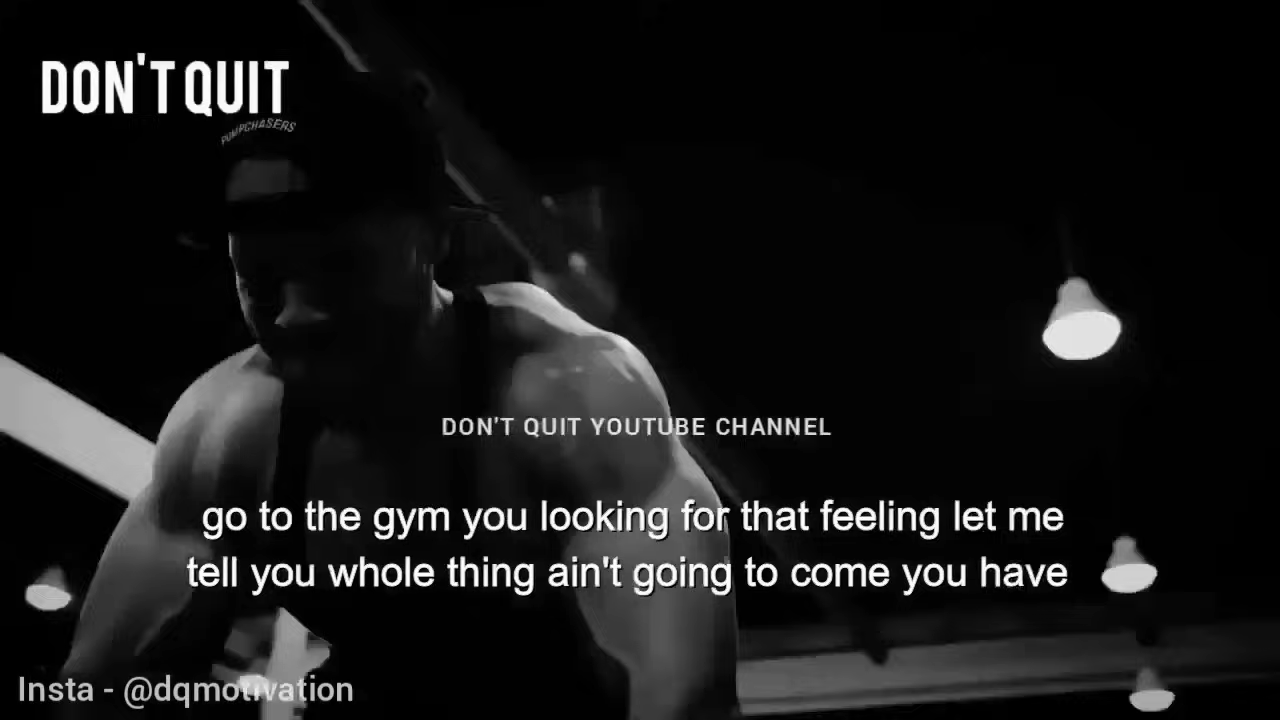 DON'T QUIT
PUMPCHASERS
DON'T QUIT YOUTUBE CHANNEL
go to the gym you looking for that feeling let me
tell you whole thing ain't going to come you have
Insta - @dqmotivation